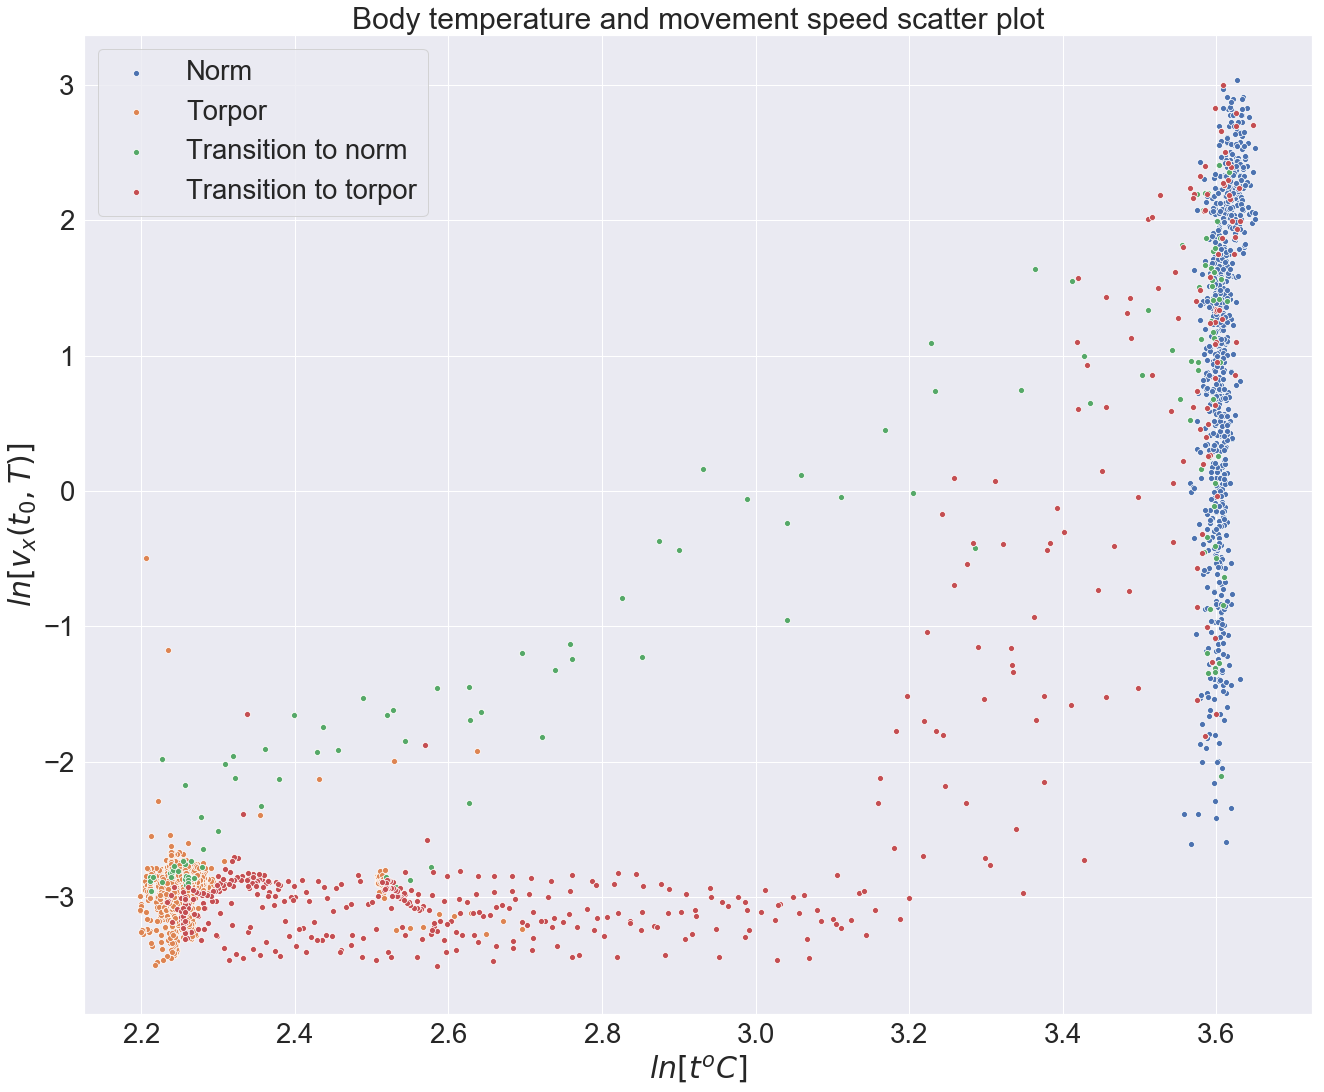 Body temperature and movement speed scatter plot
Norm
Torpor
Transition to norm
Transition to torpor
ln[v_x(t_0, T)]
3
2
1
0
−1
−2
−3
2.2 2.4 2.6 2.8 3.0 3.2 3.4 3.6
ln[t^oC]